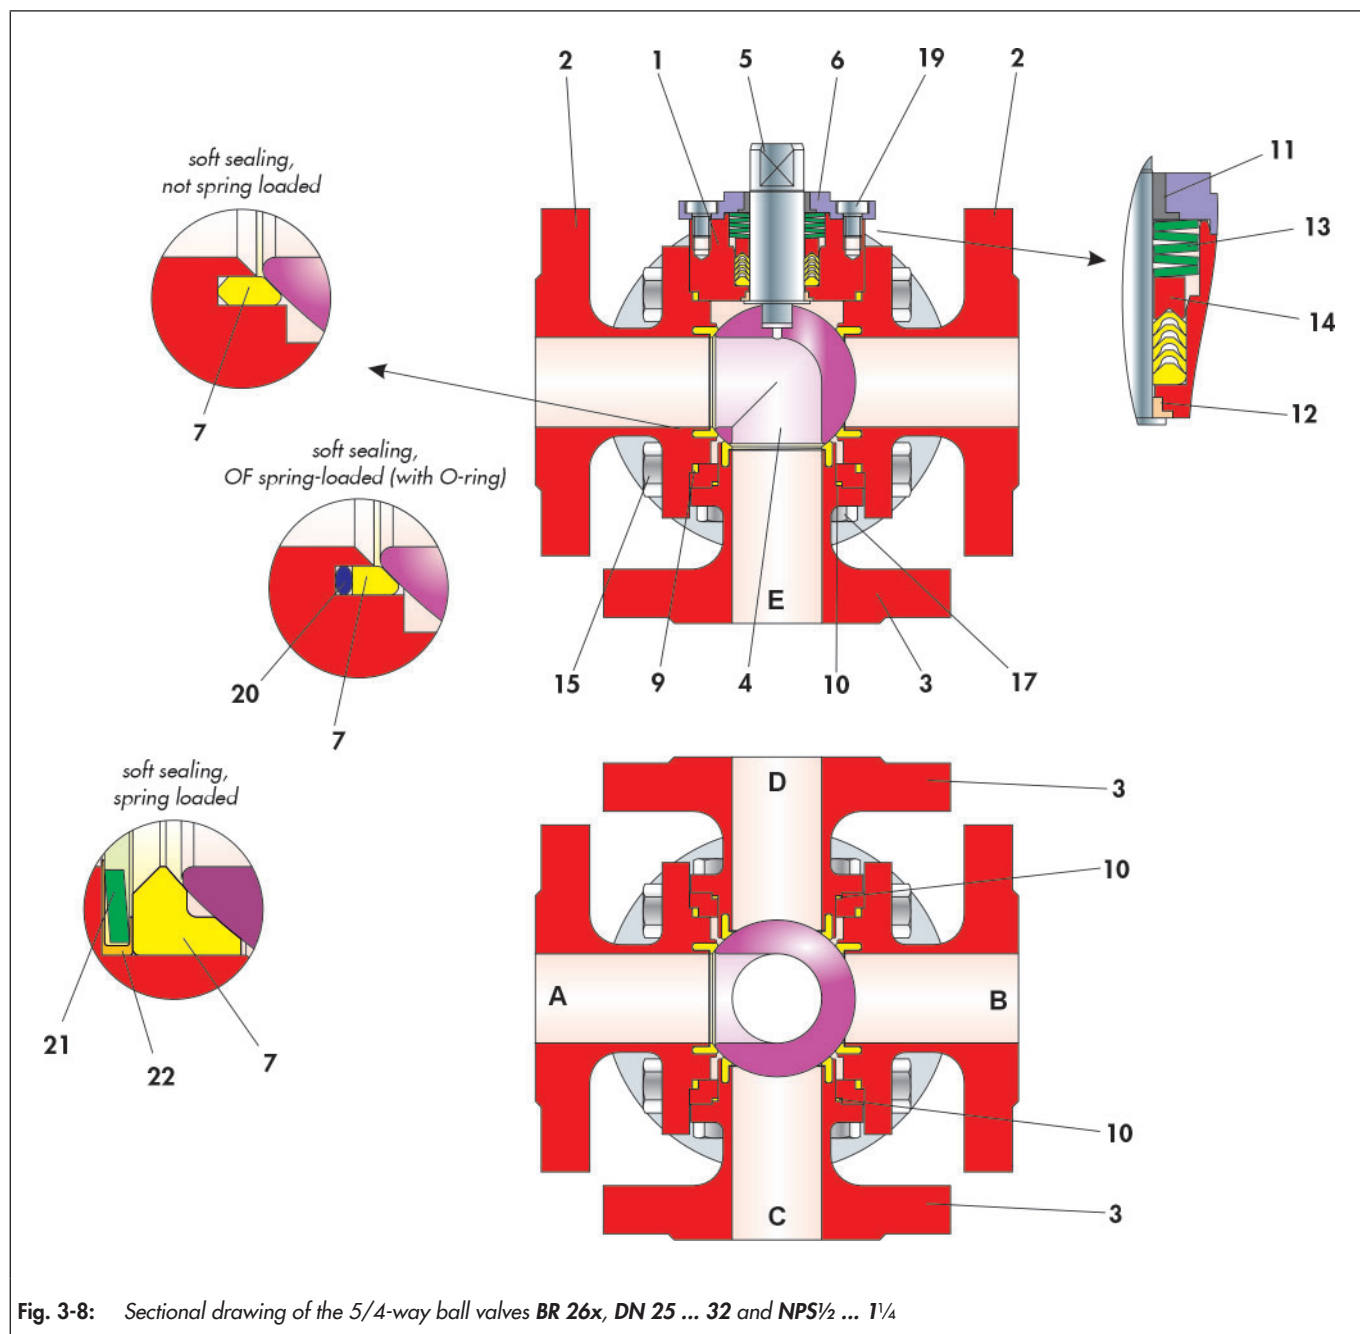 2 1 5 6 19 2
soft sealing,
not spring loaded
11
13
14
12
7
soft sealing,
OF spring-loaded (with O-ring)
E
15 9 4 10 3 17
20
7
soft sealing,
spring loaded
D
3
10
A
B
21
22
7
10
C
3
Fig. 3-8: Sectional drawing of the 5/4-way ball valves BR 26x, DN 25 ... 32 and NPS½ ... 1¼